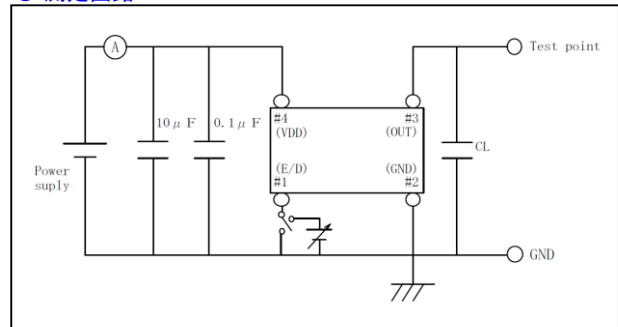 A
Test point
10μF
0.1μF
#4
(VDD)
#3
(OUT)
CL
Power
suply
(E/D)
#1
(GND)
#2
GND